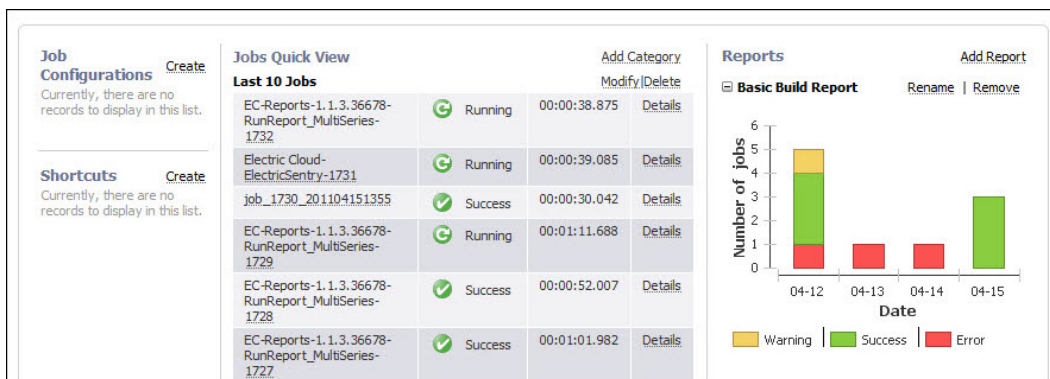 Job
Configurations
Create
Currently, there are no
records to display in this list.
Shortcuts
Create
Currently, there are no
records to display in this list.
Jobs Quick View
Add Category
Last 10 Jobs
Modify|Delete
EC-Reports-1.1.3.36678-
RunReport_MultiSeries-
1732
Running
00:00:38.875
Details
Electric Cloud-
ElectricSentry-1731
Running
00:00:39.085
Details
job_1730_201104151355
Success
00:00:30.042
Details
EC-Reports-1.1.3.36678-
RunReport_MultiSeries-
1729
Running
00:01:11.688
Details
EC-Reports-1.1.3.36678-
RunReport_MultiSeries-
1728
Success
00:00:52.007
Details
EC-Reports-1.1.3.36678-
RunReport_MultiSeries-
1727
Success
00:01:01.982
Details
Reports
Add Report
Basic Build Report
Rename | Remove
Number of jobs
6
5
4
3
2
1
0
04-12 04-13 04-14 04-15
Date
Warning Success Error